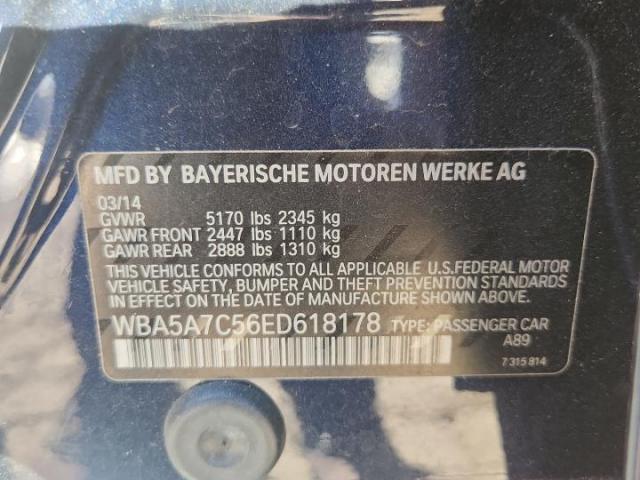 MFD BY BAYERISCHE MOTOREN WERKE AG
03/14
GVWR 5170 lbs 2345 kg
GAWR FRONT 2447 lbs 1110 kg
GAWR REAR 2888 lbs 1310 kg
THIS VEHICLE CONFORMS TO ALL APPLICABLE U.S.FEDERAL MOTOR
VEHICLE SAFETY, BUMPER AND THEFT PREVENTION STANDARDS
IN EFFECT ON THE DATE OF MANUFACTURE SHOWN ABOVE.
WBA5A7C56ED618178 TYPE: PASSENGER CAR
A89
7 315 814